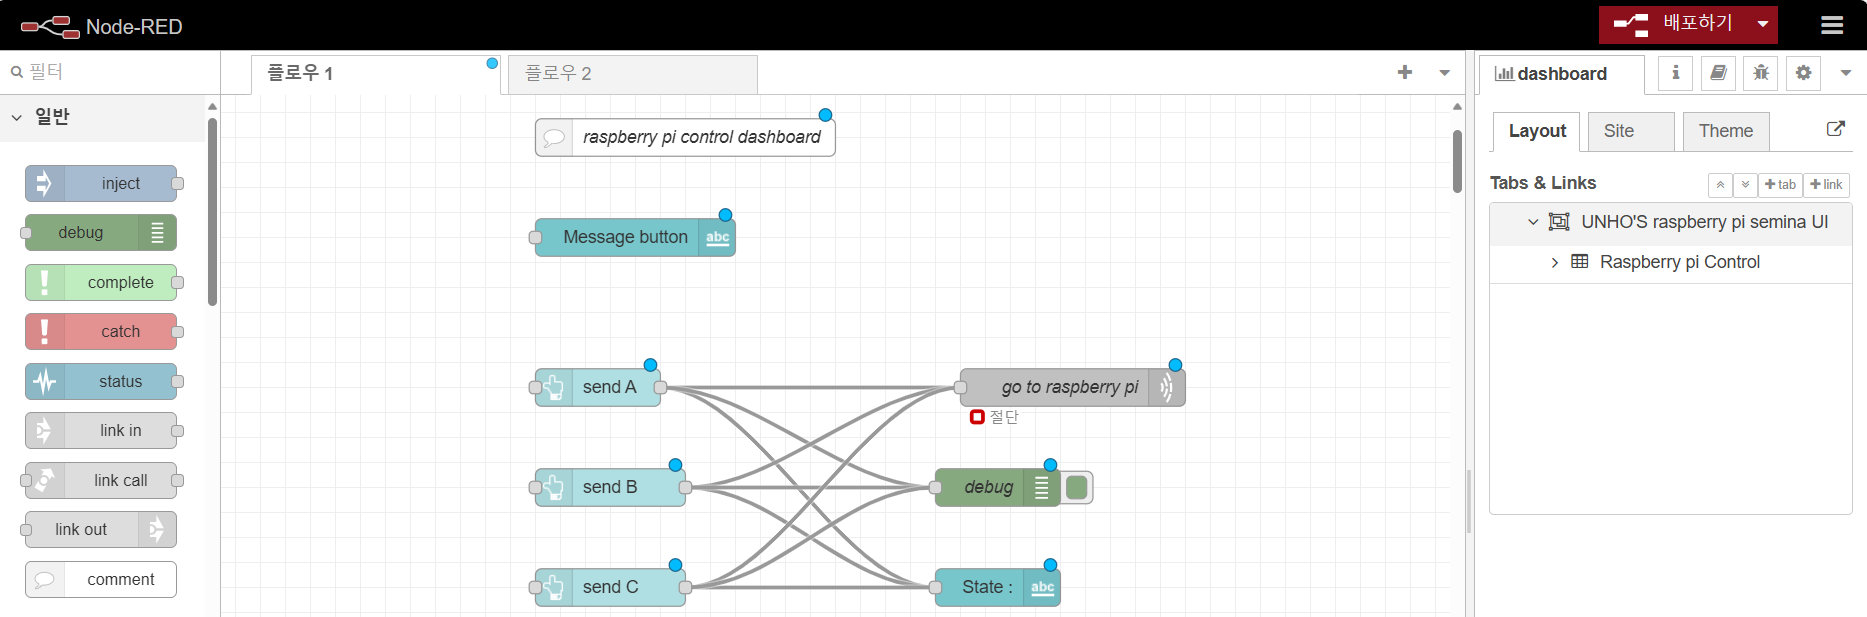 Node-RED
배포하기
필터
플로우 1
플로우 2
dashboard
일반
inject
debug
complete
catch
status
link in
link call
link out
comment
raspberry pi control dashboard
Message button
abc
send A
go to raspberry pi
절단
send B
debug
send C
State :
abc
Layout
Site
Theme
Tabs & Links
tab
link
UNHO'S raspberry pi semina UI
Raspberry pi Control